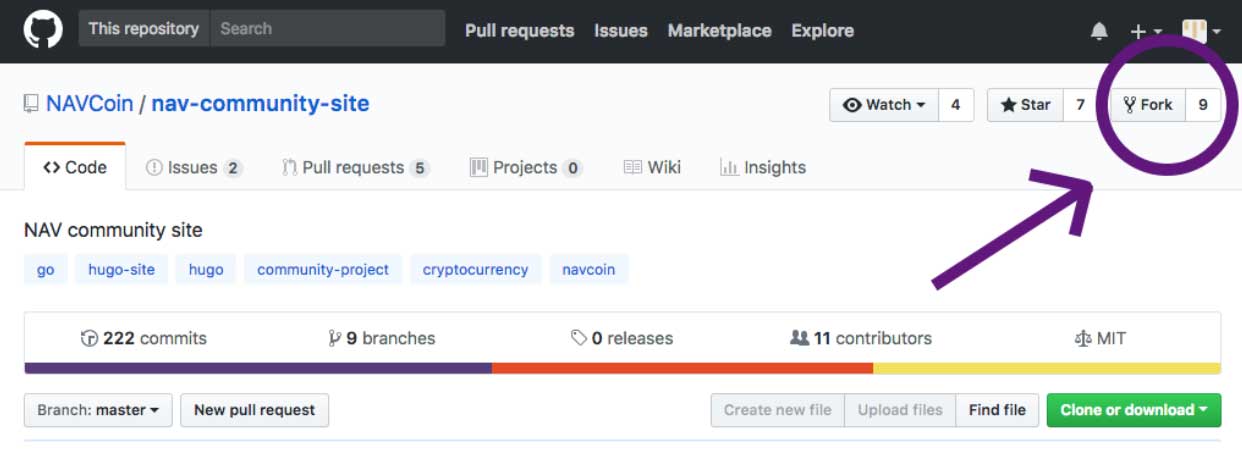 This repository Search Pull requests Issues Marketplace Explore
NAVCoin / nav-community-site Watch 4 Star 7 Fork 9
Code Issues 2 Pull requests 5 Projects 0 Wiki Insights
NAV community site
go hugo-site hugo community-project cryptocurrency navcoin
222 commits 9 branches 0 releases 11 contributors MIT
Branch: master New pull request Create new file Upload files Find file Clone or download